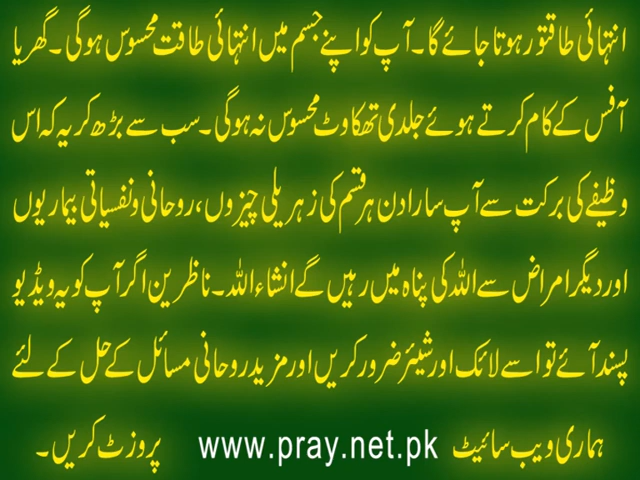 انتہائی طاقتور ہوتا جائے گا۔ آپ کو اپنے جسم میں انتہائی طاقت محسوس ہوگی۔ گھر یا
آفس کے کام کرتے ہوئے جلدی تھکاوٹ محسوس نہ ہوگی۔ سب سے بڑھ کر یہ کہ اس
وظیفے کی برکت سے آپ سارا دن ہر قسم کی زہریلی چیزوں، روحانی و نفسیاتی بیماریوں
اور دیگر امراض سے اللہ کی پناہ میں رہیں گے انشاء اللہ۔ ناظرین اگر آپ کو یہ ویڈیو
پسند آئے تو اسے لائک اور شیئر ضرور کریں اور مزید روحانی مسائل کے حل کے لئے
ہماری ویب سائیٹ www.pray.net.pk پر وزٹ کریں۔